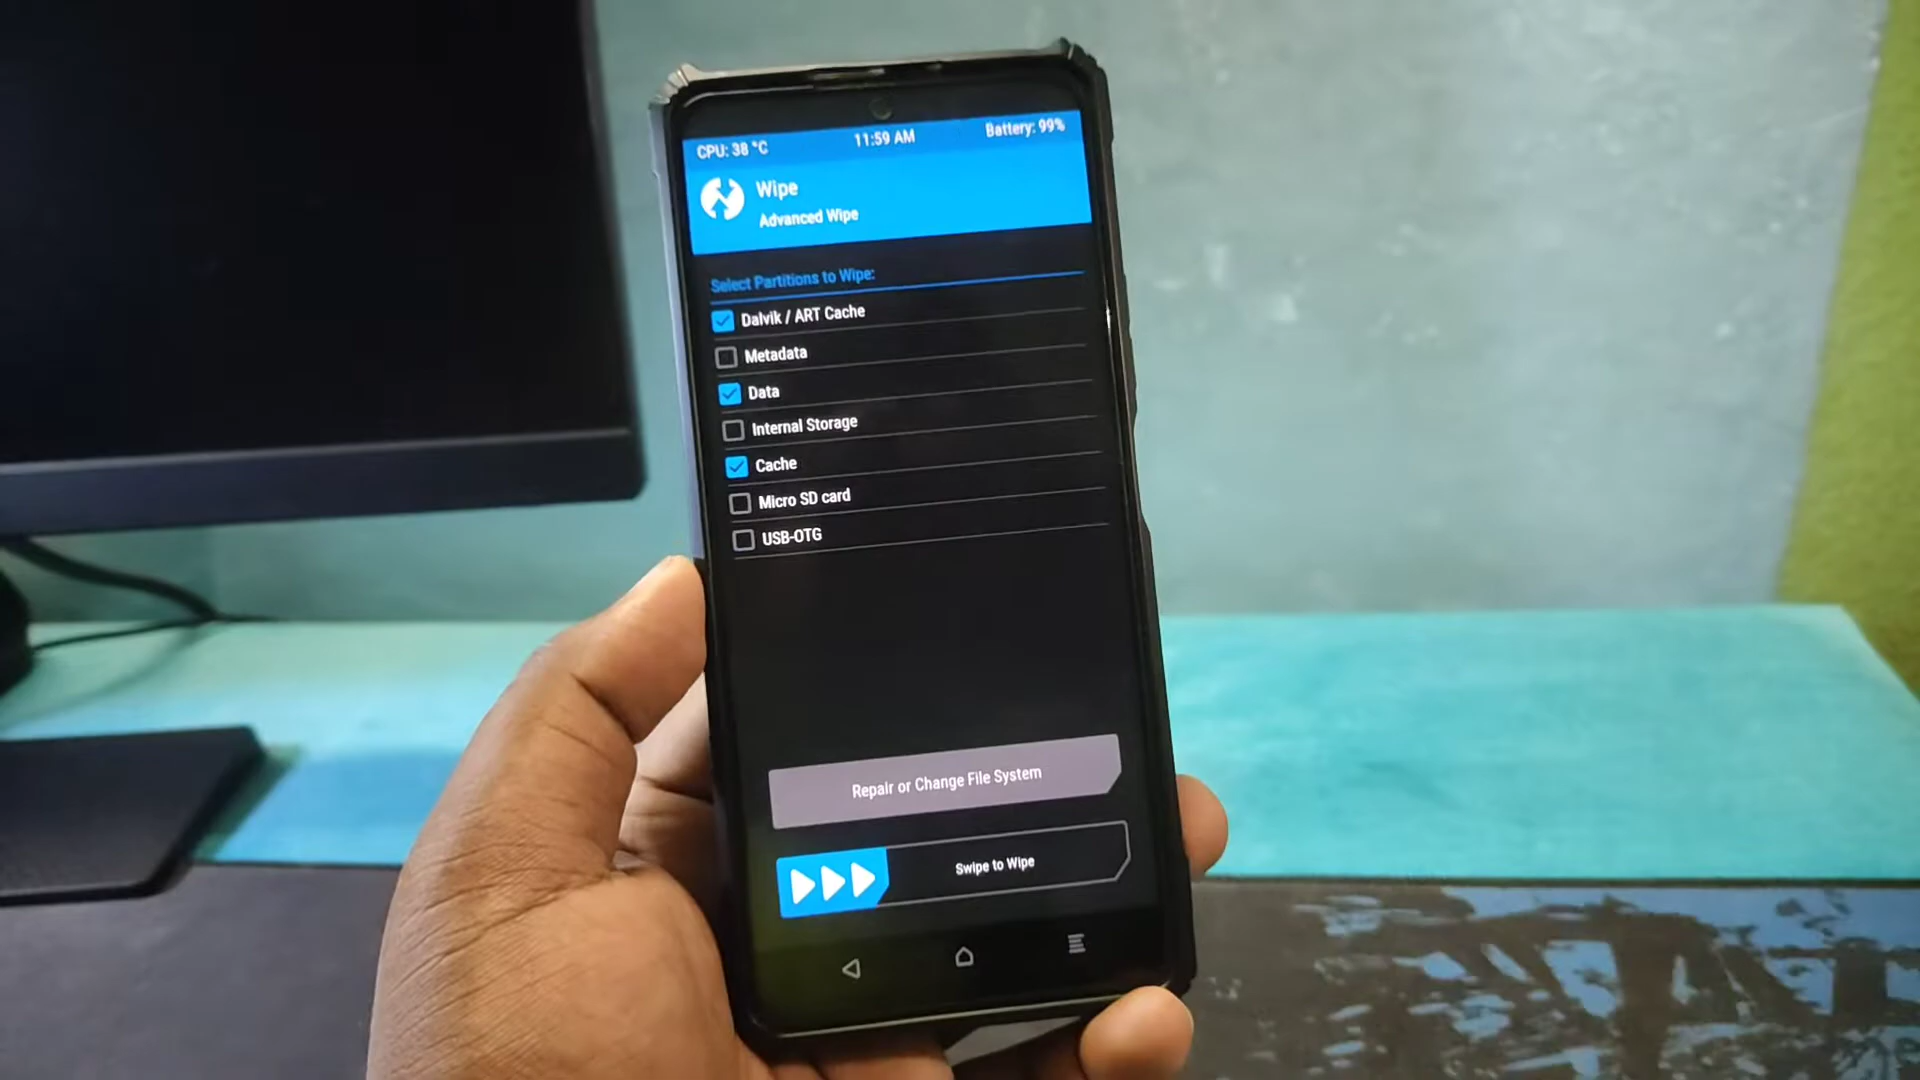 CPU: 38 °C 11:59 AM Battery: 99%
Wipe
Advanced Wipe
Select Partitions to Wipe:
Dalvik / ART Cache
Metadata
Data
Internal Storage
Cache
Micro SD card
USB-OTG
Repair or Change File System
Swipe to Wipe